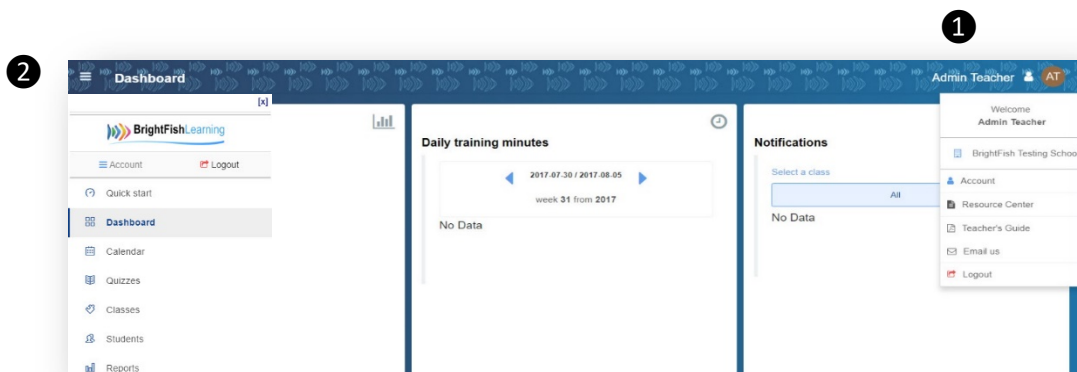 ❶
❷
Dashboard
Admin Teacher AT
[x]
BrightFishLearning
Account Logout
Quick start
Dashboard
Calendar
Quizzes
Classes
Students
Reports
Daily training minutes
2017-07-30 / 2017-08-05
week 31 from 2017
No Data
Notifications
Select a class
All
No Data
Welcome
Admin Teacher
BrightFish Testing Schoo
Account
Resource Center
Teacher's Guide
Email us
Logout